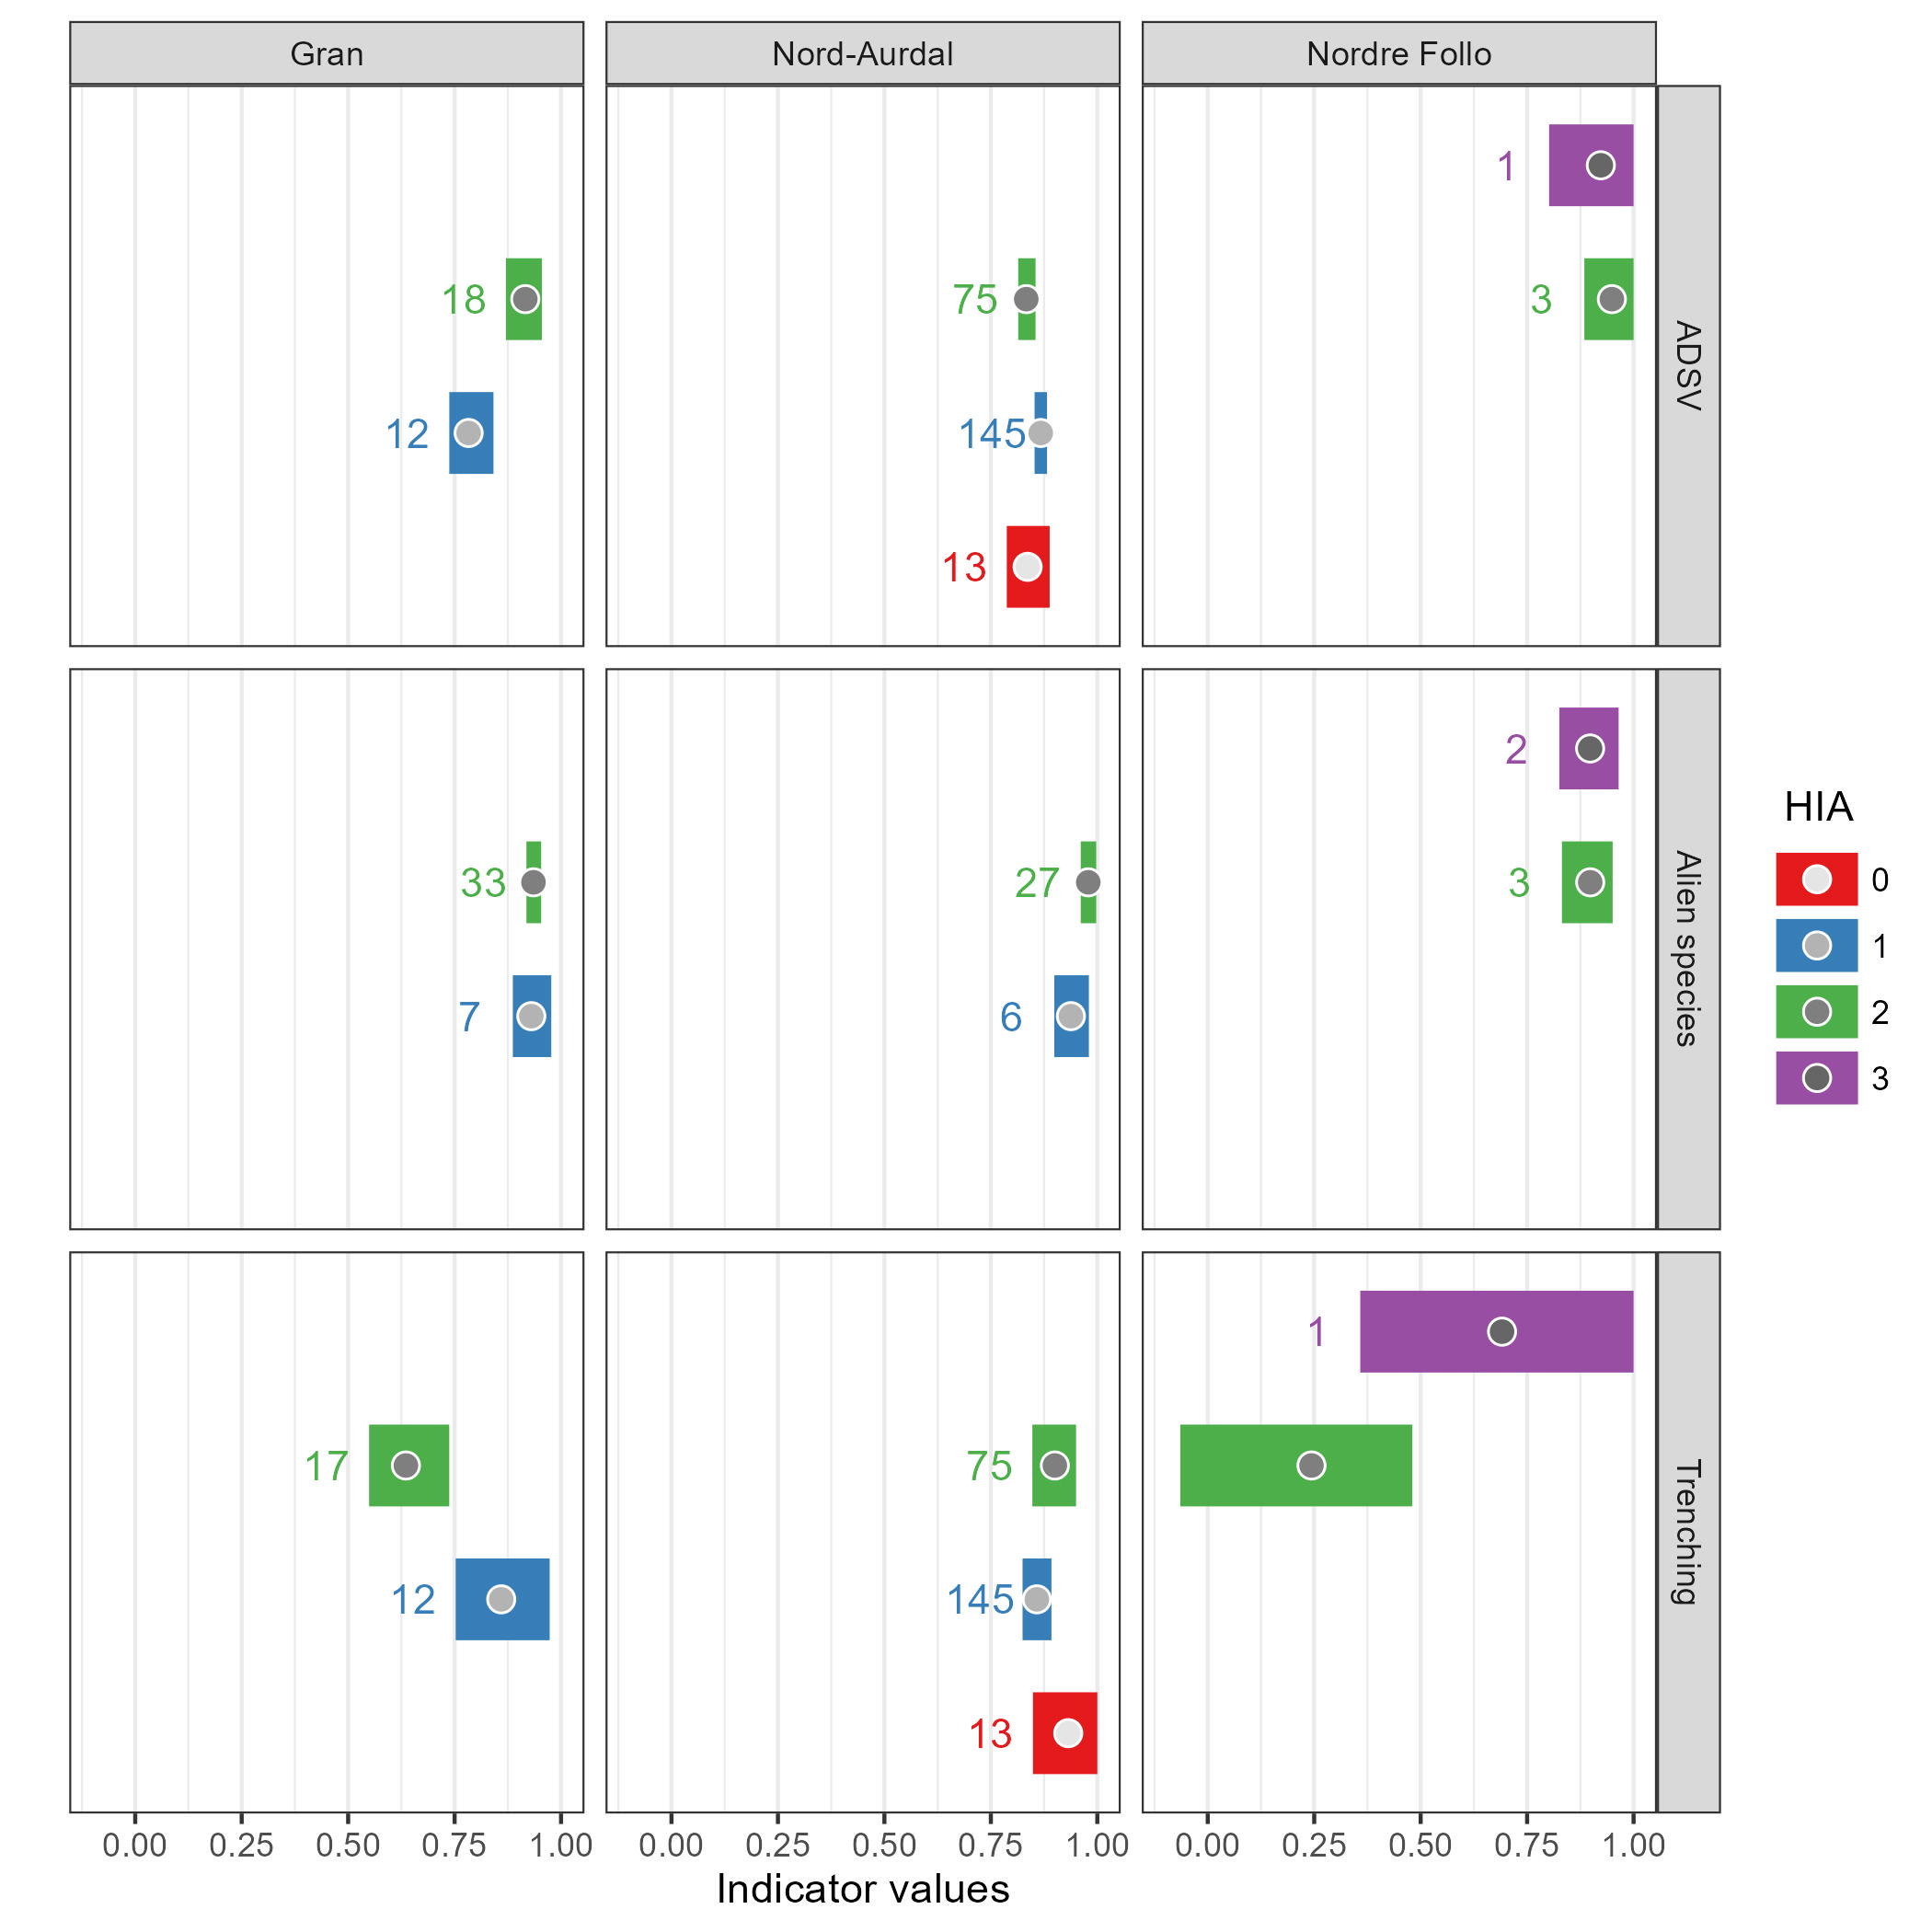 Gran Nord-Aurdal Nordre Follo
1
18 75 3
12 145
13
ADSV
2
33 27 3
7 6
Alien species
1
17 75
12 145
13
Trenching
0.00 0.25 0.50 0.75 1.00 0.00 0.25 0.50 0.75 1.00 0.00 0.25 0.50 0.75 1.00
Indicator values
HIA
0
1
2
3